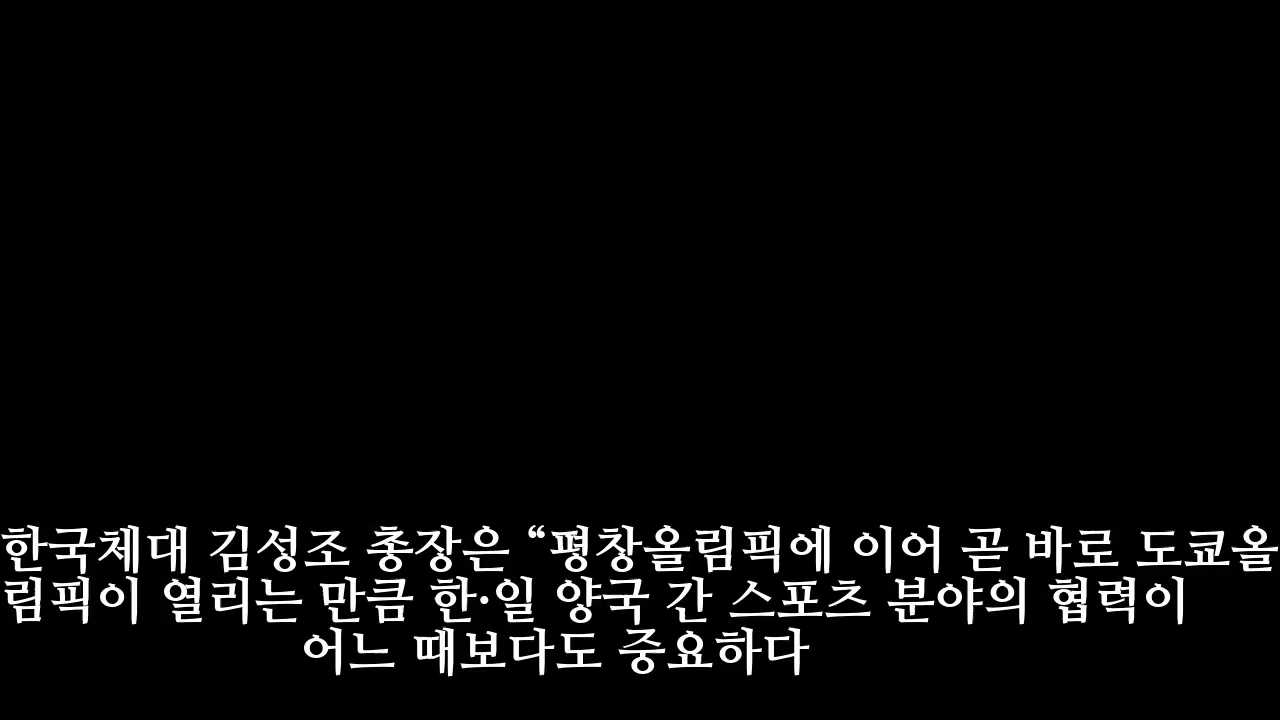 한국체대 김성조 총장은 “평창올림픽에 이어 곧 바로 도쿄올
림픽이 열리는 만큼 한·일 양국 간 스포츠 분야의 협력이
어느 때보다도 중요하다